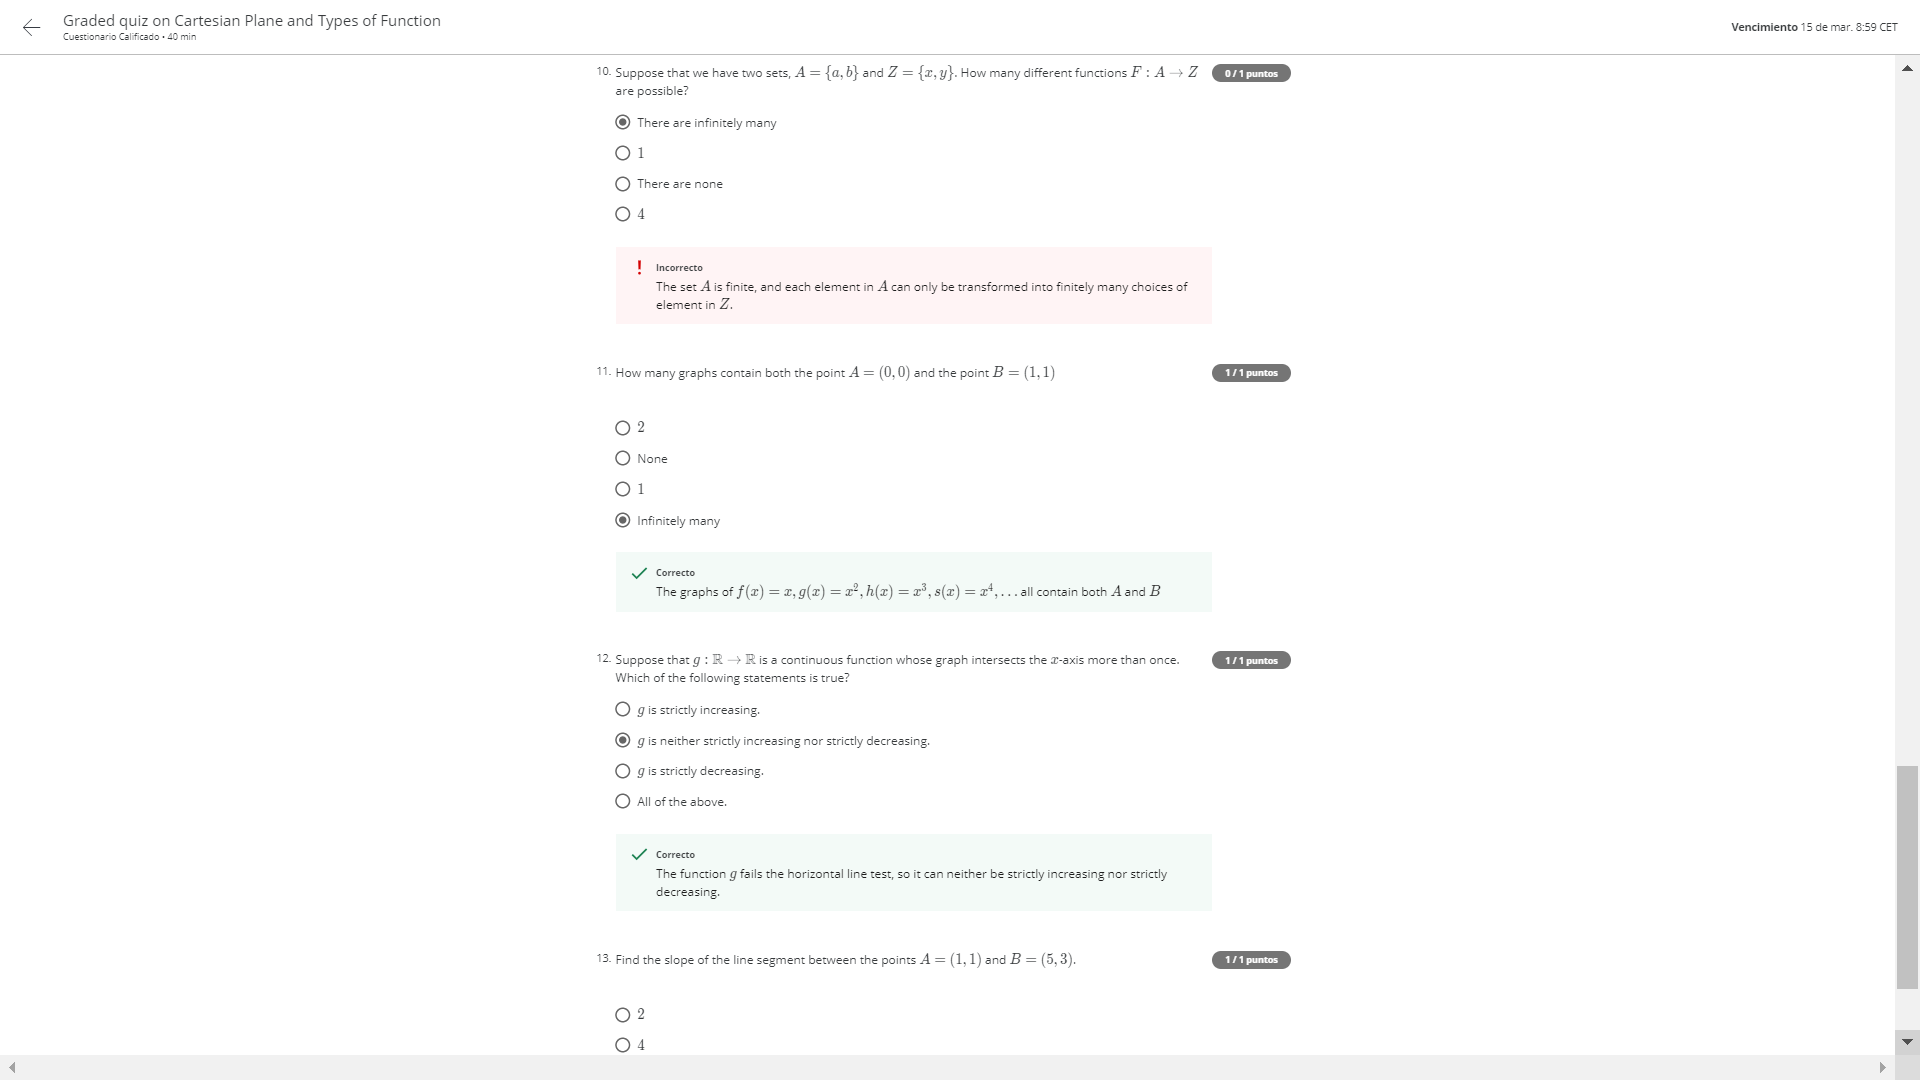 Graded quiz on Cartesian Plane and Types of Function
Cuestionario Calificado • 40 min
Vencimiento 15 de mar. 8:59 CET
10. Suppose that we have two sets, A = {a, b} and Z = {x, y}. How many different functions F : A → Z
are possible?
0 / 1 puntos
There are infinitely many
1
There are none
4
Incorrecto
The set A is finite, and each element in A can only be transformed into finitely many choices of
element in Z.
11. How many graphs contain both the point A = (0, 0) and the point B = (1, 1)
1 / 1 puntos
2
None
1
Infinitely many
Correcto
The graphs of f(x) = x, g(x) = x², h(x) = x³, s(x) = x⁴, . . . all contain both A and B
12. Suppose that g : ℝ → ℝ is a continuous function whose graph intersects the x-axis more than once.
Which of the following statements is true?
1 / 1 puntos
g is strictly increasing.
g is neither strictly increasing nor strictly decreasing.
g is strictly decreasing.
All of the above.
Correcto
The function g fails the horizontal line test, so it can neither be strictly increasing nor strictly
decreasing.
13. Find the slope of the line segment between the points A = (1, 1) and B = (5, 3).
1 / 1 puntos
2
4